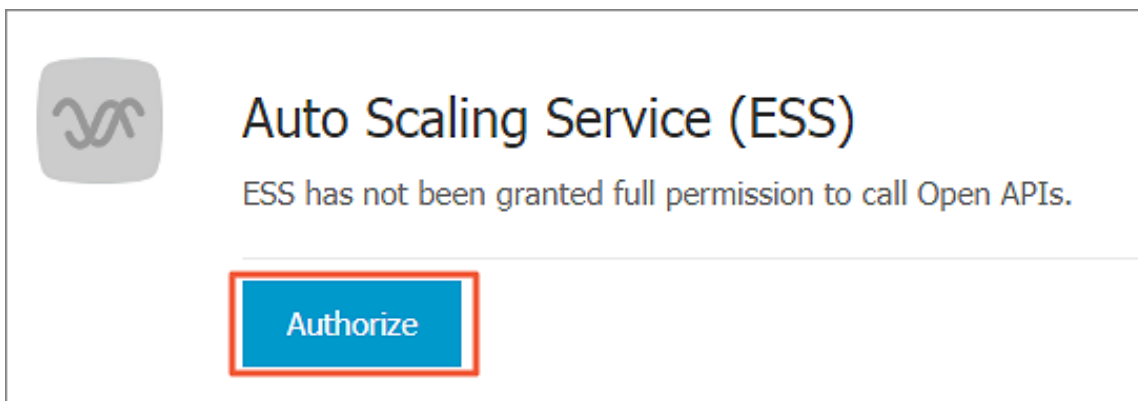 Auto Scaling Service (ESS)
ESS has not been granted full permission to call Open APIs.
Authorize